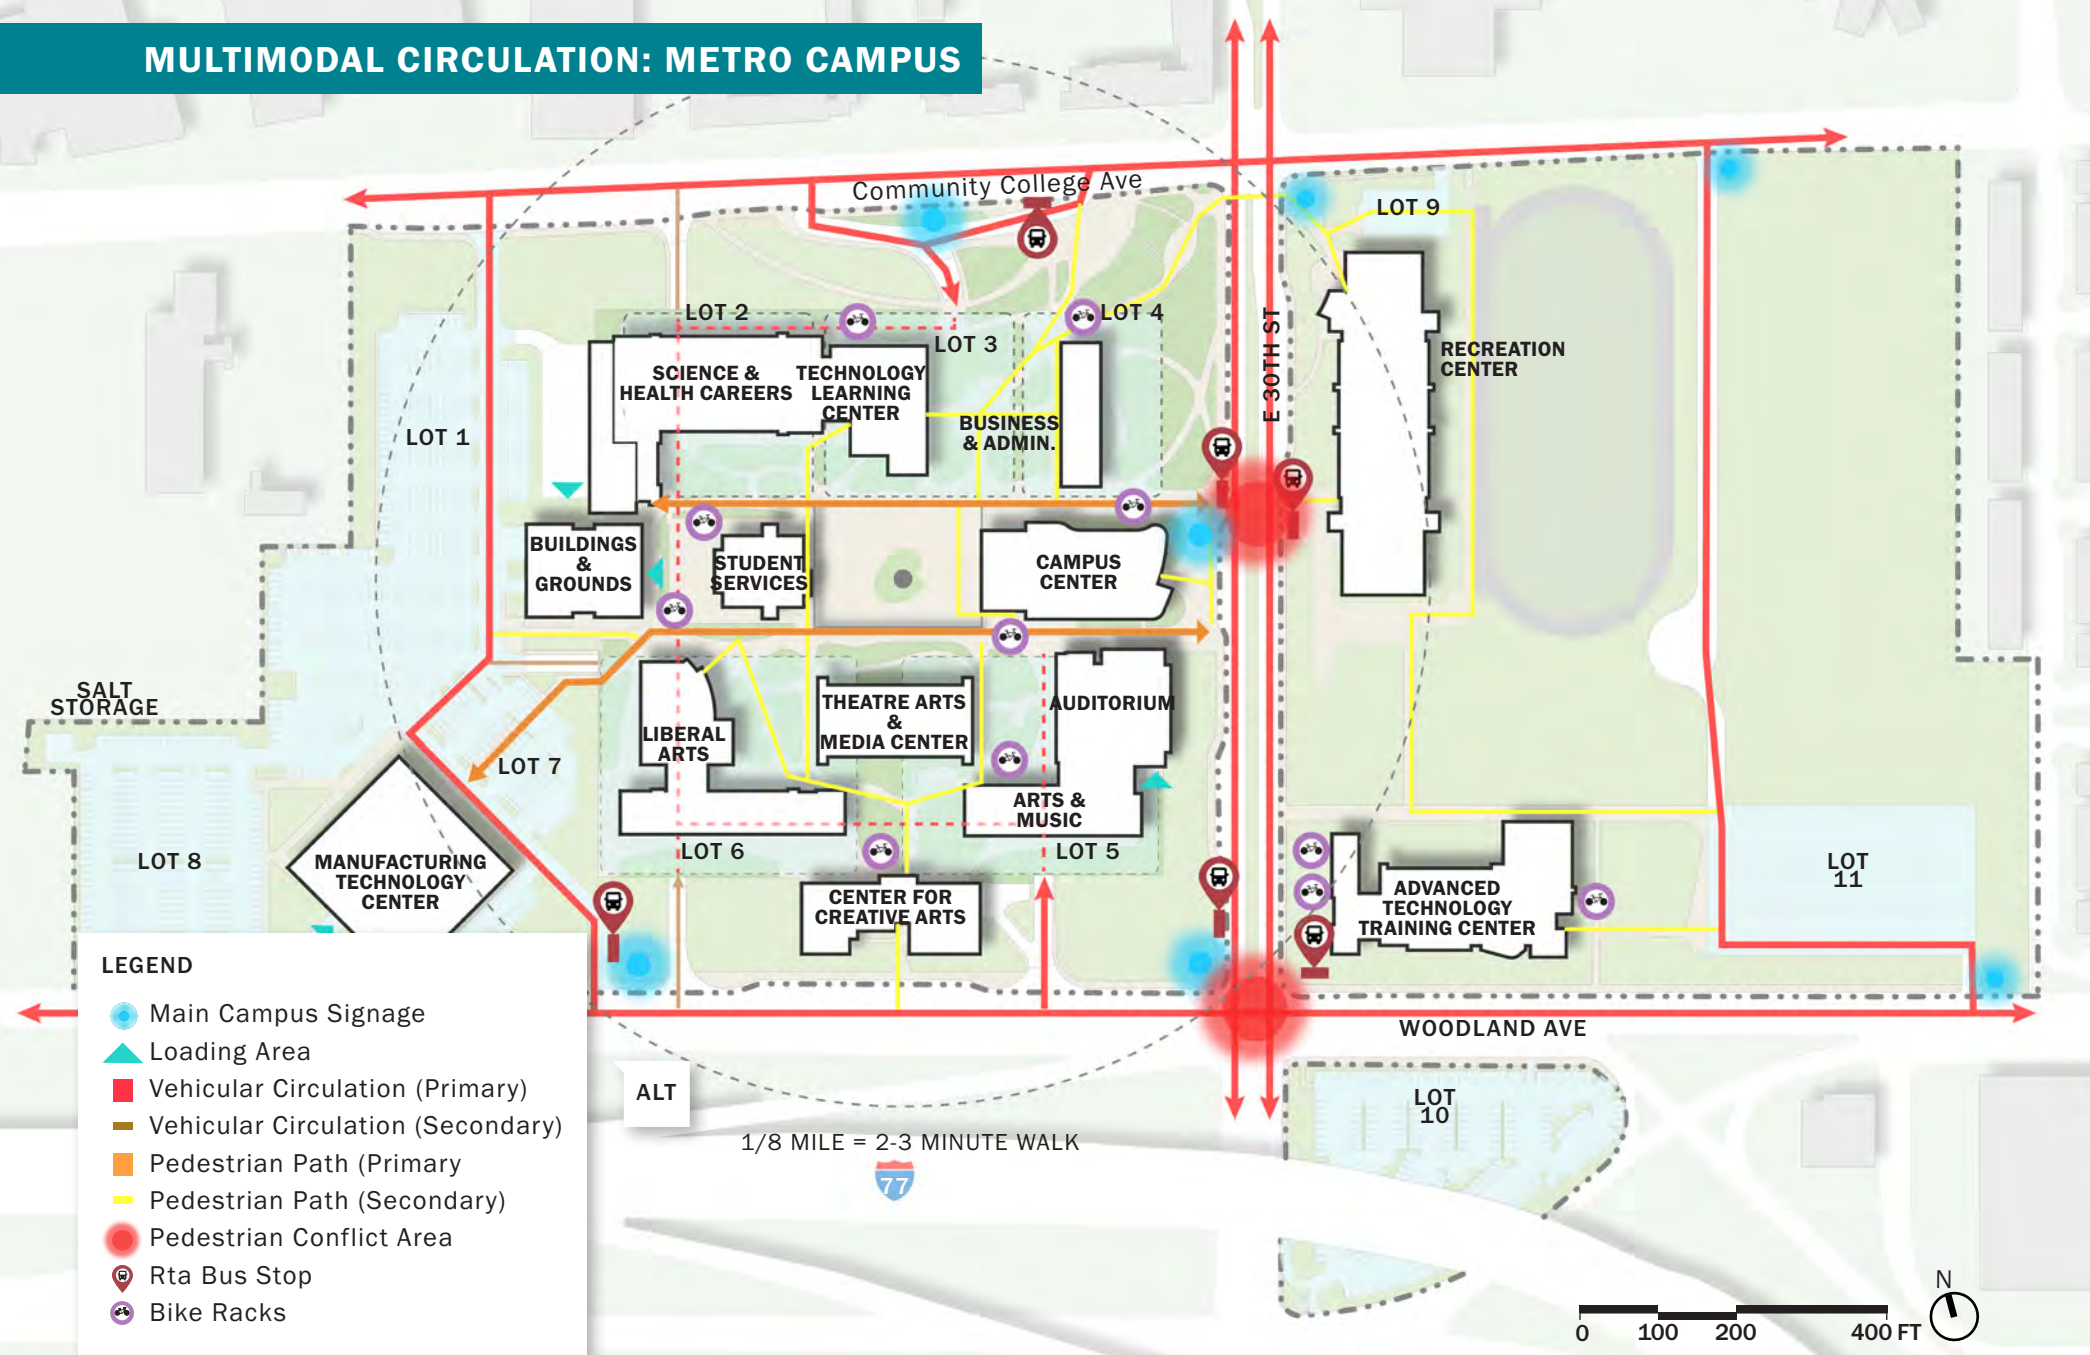 MULTIMODAL CIRCULATION: METRO CAMPUS
Community College Ave
LOT 9
LOT 2
LOT 4
LOT 3
E 30TH ST
RECREATION
CENTER
SCIENCE &
HEALTH CAREERS
TECHNOLOGY
LEARNING
CENTER
BUSINESS
& ADMIN.
LOT 1
BUILDINGS
&
GROUNDS
STUDENT
SERVICES
CAMPUS
CENTER
SALT
STORAGE
LIBERAL
ARTS
THEATRE ARTS
&
MEDIA CENTER
AUDITORIUM
LOT 7
ARTS &
MUSIC
LOT 8
MANUFACTURING
TECHNOLOGY
CENTER
LOT 6
LOT 5
CENTER FOR
CREATIVE ARTS
ADVANCED
TECHNOLOGY
TRAINING CENTER
LOT
11
WOODLAND AVE
LOT
10
ALT
1/8 MILE = 2-3 MINUTE WALK
77
LEGEND
Main Campus Signage
Loading Area
Vehicular Circulation (Primary)
Vehicular Circulation (Secondary)
Pedestrian Path (Primary
Pedestrian Path (Secondary)
Pedestrian Conflict Area
Rta Bus Stop
Bike Racks
N
0 100 200 400 FT